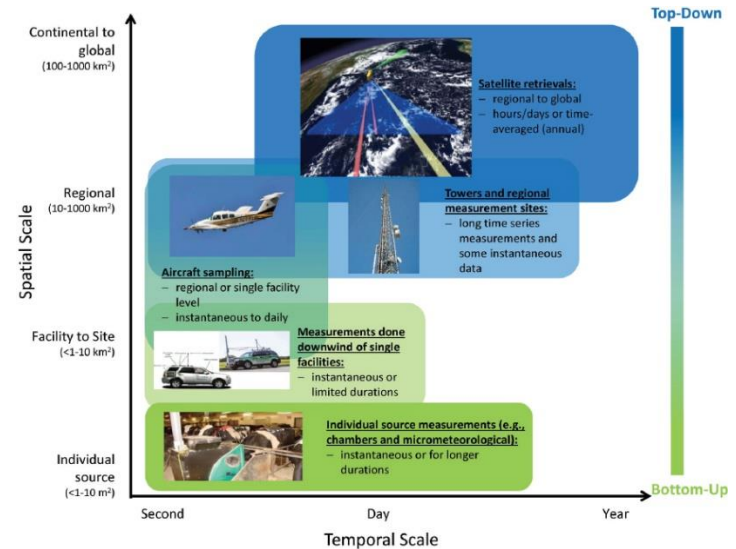 Continental to
global
(100-1000 km²)
Regional
(10-1000 km²)
Facility to Site
(<1-10 km²)
Individual
source
(<1-10 m²)
Spatial Scale
Top-Down
Satellite retrievals:
– regional to global
– hours/days or time-
averaged (annual)
Towers and regional
measurement sites:
– long time series
measurements and
some instantaneous
data
Aircraft sampling:
– regional or single facility
level
– instantaneous to daily
Measurements done
downwind of single
facilities:
– instantaneous or
limited durations
Individual source measurements (e.g.,
chambers and micrometeorological):
– instantaneous or for longer
durations
Bottom-Up
Second
Day
Year
Temporal Scale